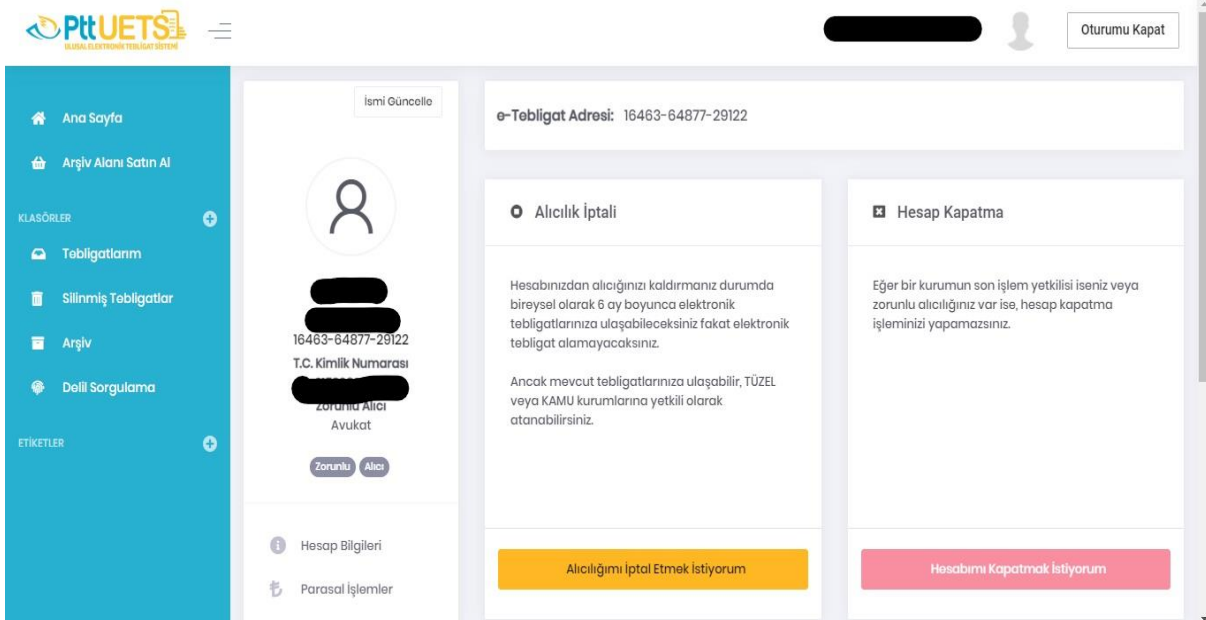 PttUETS
ULUSAL ELEKTRONİK TEBLİGAT SİSTEMİ
Oturumu Kapat
Ana Sayfa
Arşiv Alanı Satın Al
KLASÖRLER
Tebligatlarım
Silinmiş Tebligatlar
Arşiv
Delil Sorgulama
ETİKETLER
İsmi Güncelle
16463-64877-29122
T.C. Kimlik Numarası
Zorunlu Alıcı
Avukat
Zorunlu Alıcı
Hesap Bilgileri
Parasal İşlemler
e-Tebligat Adresi: 16463-64877-29122
Alıcılık İptali
Hesabınızdan alıcığınızı kaldırmanız durumda
bireysel olarak 6 ay boyunca elektronik
tebligatlarınıza ulaşabileceksiniz fakat elektronik
tebligat alamayacaksınız.
Ancak mevcut tebligatlarınıza ulaşabilir, TÜZEL
veya KAMU kurumlarına yetkili olarak
atanabilirsiniz.
Alıcılığımı İptal Etmek İstiyorum
Hesap Kapatma
Eğer bir kurumun son işlem yetkilisi iseniz veya
zorunlu alıcılığınız var ise, hesap kapatma
işleminizi yapamazsınız.
Hesabımı Kapatmak İstiyorum